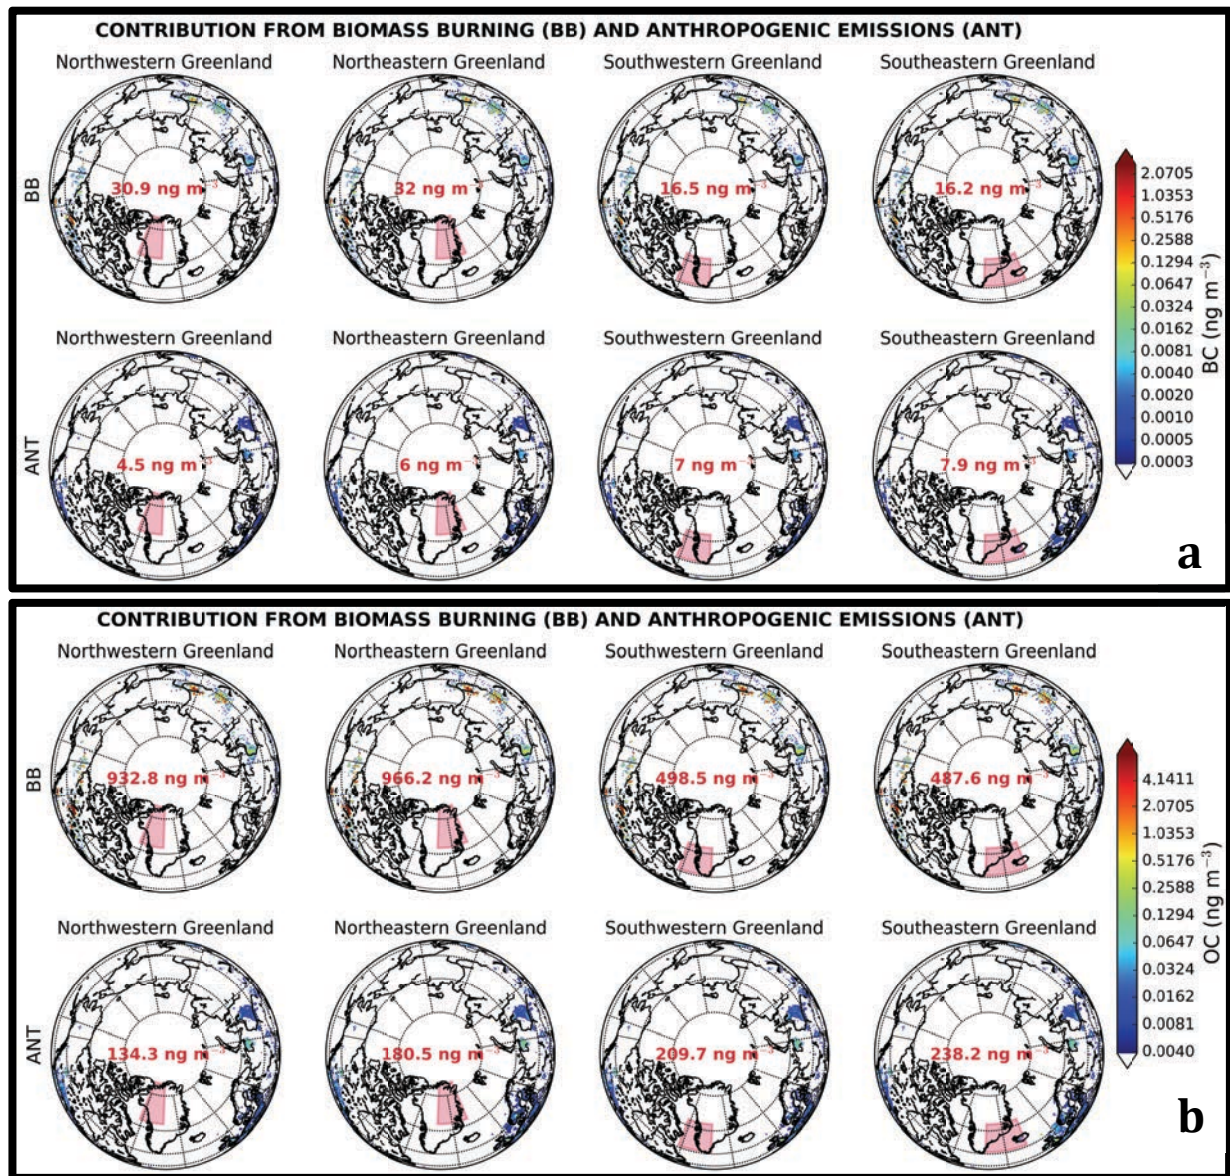 CONTRIBUTION FROM BIOMASS BURNING (BB) AND ANTHROPOGENIC EMISSIONS (ANT)
Northwestern Greenland Northeastern Greenland Southwestern Greenland Southeastern Greenland
BB
30.9 ng m⁻³ 32 ng m⁻³ 16.5 ng m⁻³ 16.2 ng m⁻³
Northwestern Greenland Northeastern Greenland Southwestern Greenland Southeastern Greenland
ANT
4.5 ng m⁻³ 6 ng m⁻³ 7 ng m⁻³ 7.9 ng m⁻³
2.0705
1.0353
0.5176
0.2588
0.1294
0.0647
0.0324
0.0162
0.0081
0.0040
0.0020
0.0010
0.0005
0.0003
BC (ng m⁻³)
a
CONTRIBUTION FROM BIOMASS BURNING (BB) AND ANTHROPOGENIC EMISSIONS (ANT)
Northwestern Greenland Northeastern Greenland Southwestern Greenland Southeastern Greenland
BB
932.8 ng m⁻³ 966.2 ng m⁻³ 498.5 ng m⁻³ 487.6 ng m⁻³
Northwestern Greenland Northeastern Greenland Southwestern Greenland Southeastern Greenland
ANT
134.3 ng m⁻³ 180.5 ng m⁻³ 209.7 ng m⁻³ 238.2 ng m⁻³
4.1411
2.0705
1.0353
0.5176
0.2588
0.1294
0.0647
0.0324
0.0162
0.0081
0.0040
OC (ng m⁻³)
b